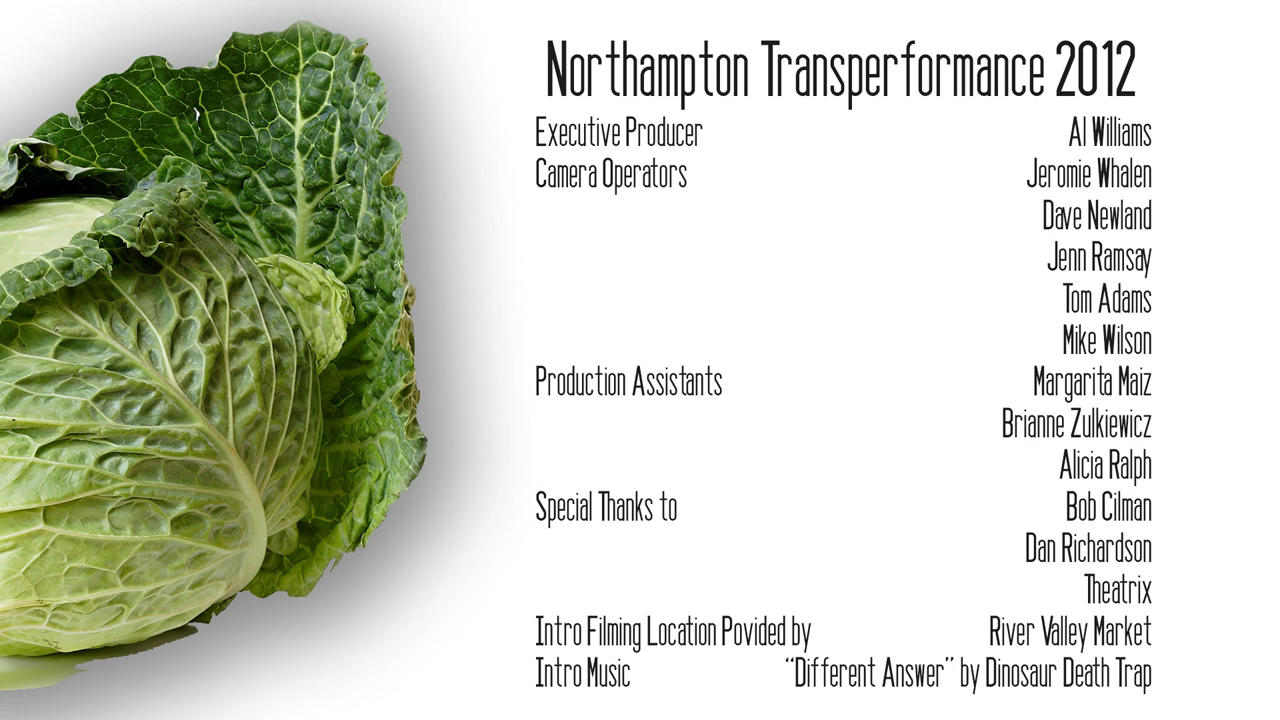 Northampton Transperformance 2012
Executive Producer Al Williams
Camera Operators Jeromie Whalen
Dave Newland
Jenn Ramsay
Tom Adams
Mike Wilson
Production Assistants Margarita Maiz
Brianne Zulkiewicz
Alicia Ralph
Special Thanks to Bob Cilman
Dan Richardson
Theatrix
Intro Filming Location Povided by River Valley Market
Intro Music “Different Answer” by Dinosaur Death Trap